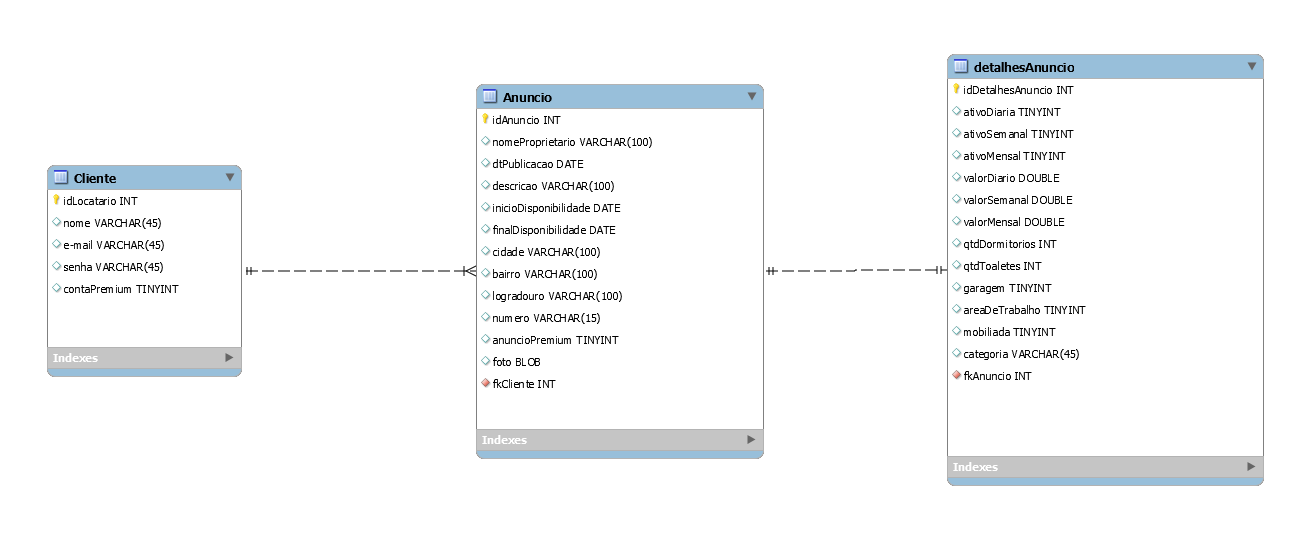 Cliente
idLocatario INT
nome VARCHAR(45)
e-mail VARCHAR(45)
senha VARCHAR(45)
contaPremium TINYINT
Indexes
Anuncio
idAnuncio INT
nomeProprietario VARCHAR(100)
dtPublicacao DATE
descricao VARCHAR(100)
inicioDisponibilidade DATE
finalDisponibilidade DATE
cidade VARCHAR(100)
bairro VARCHAR(100)
logradouro VARCHAR(100)
numero VARCHAR(15)
anuncioPremium TINYINT
foto BLOB
fkCliente INT
Indexes
detalhesAnuncio
idDetalhesAnuncio INT
ativoDiaria TINYINT
ativoSemanal TINYINT
ativoMensal TINYINT
valorDiario DOUBLE
valorSemanal DOUBLE
valorMensal DOUBLE
qtdDormitorios INT
qtdToaletes INT
garagem TINYINT
areaDeTrabalho TINYINT
mobiliada TINYINT
categoria VARCHAR(45)
fkAnuncio INT
Indexes